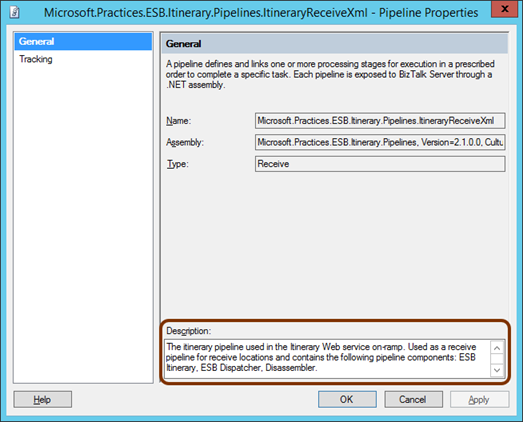 Microsoft.Practices.ESB.Itinerary.Pipelines.ItineraryReceiveXml - Pipeline Properties
General
Tracking
General
A pipeline defines and links one or more processing stages for execution in a prescribed
order to complete a specific task. Each pipeline is exposed to BizTalk Server through a
.NET assembly.
Name:
Microsoft.Practices.ESB.Itinerary.Pipelines.ItineraryReceiveXml
Assembly:
Microsoft.Practices.ESB.Itinerary.Pipelines, Version=2.1.0.0, Cultu
Type:
Receive
Description:
The itinerary pipeline used in the Itinerary Web service on-ramp. Used as a receive
pipeline for receive locations and contains the following pipeline components: ESB
Itinerary, ESB Dispatcher, Disassembler.
Help
OK
Cancel
Apply